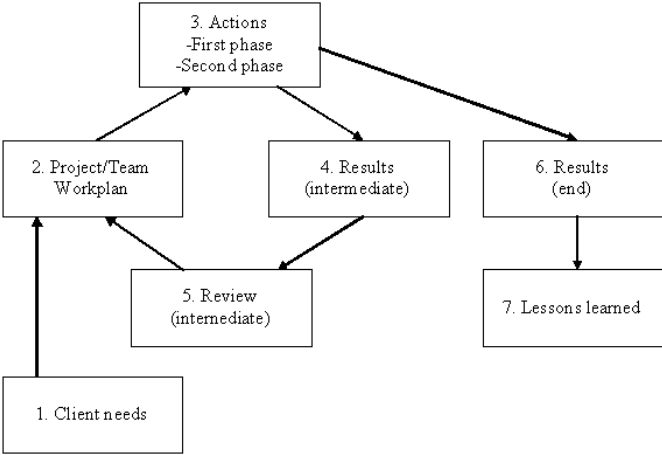 3. Actions
-First phase
-Second phase
2. Project/Team
Workplan
4. Results
(intermediate)
6. Results
(end)
5. Review
(internediate)
7. Lessons learned
1. Client needs